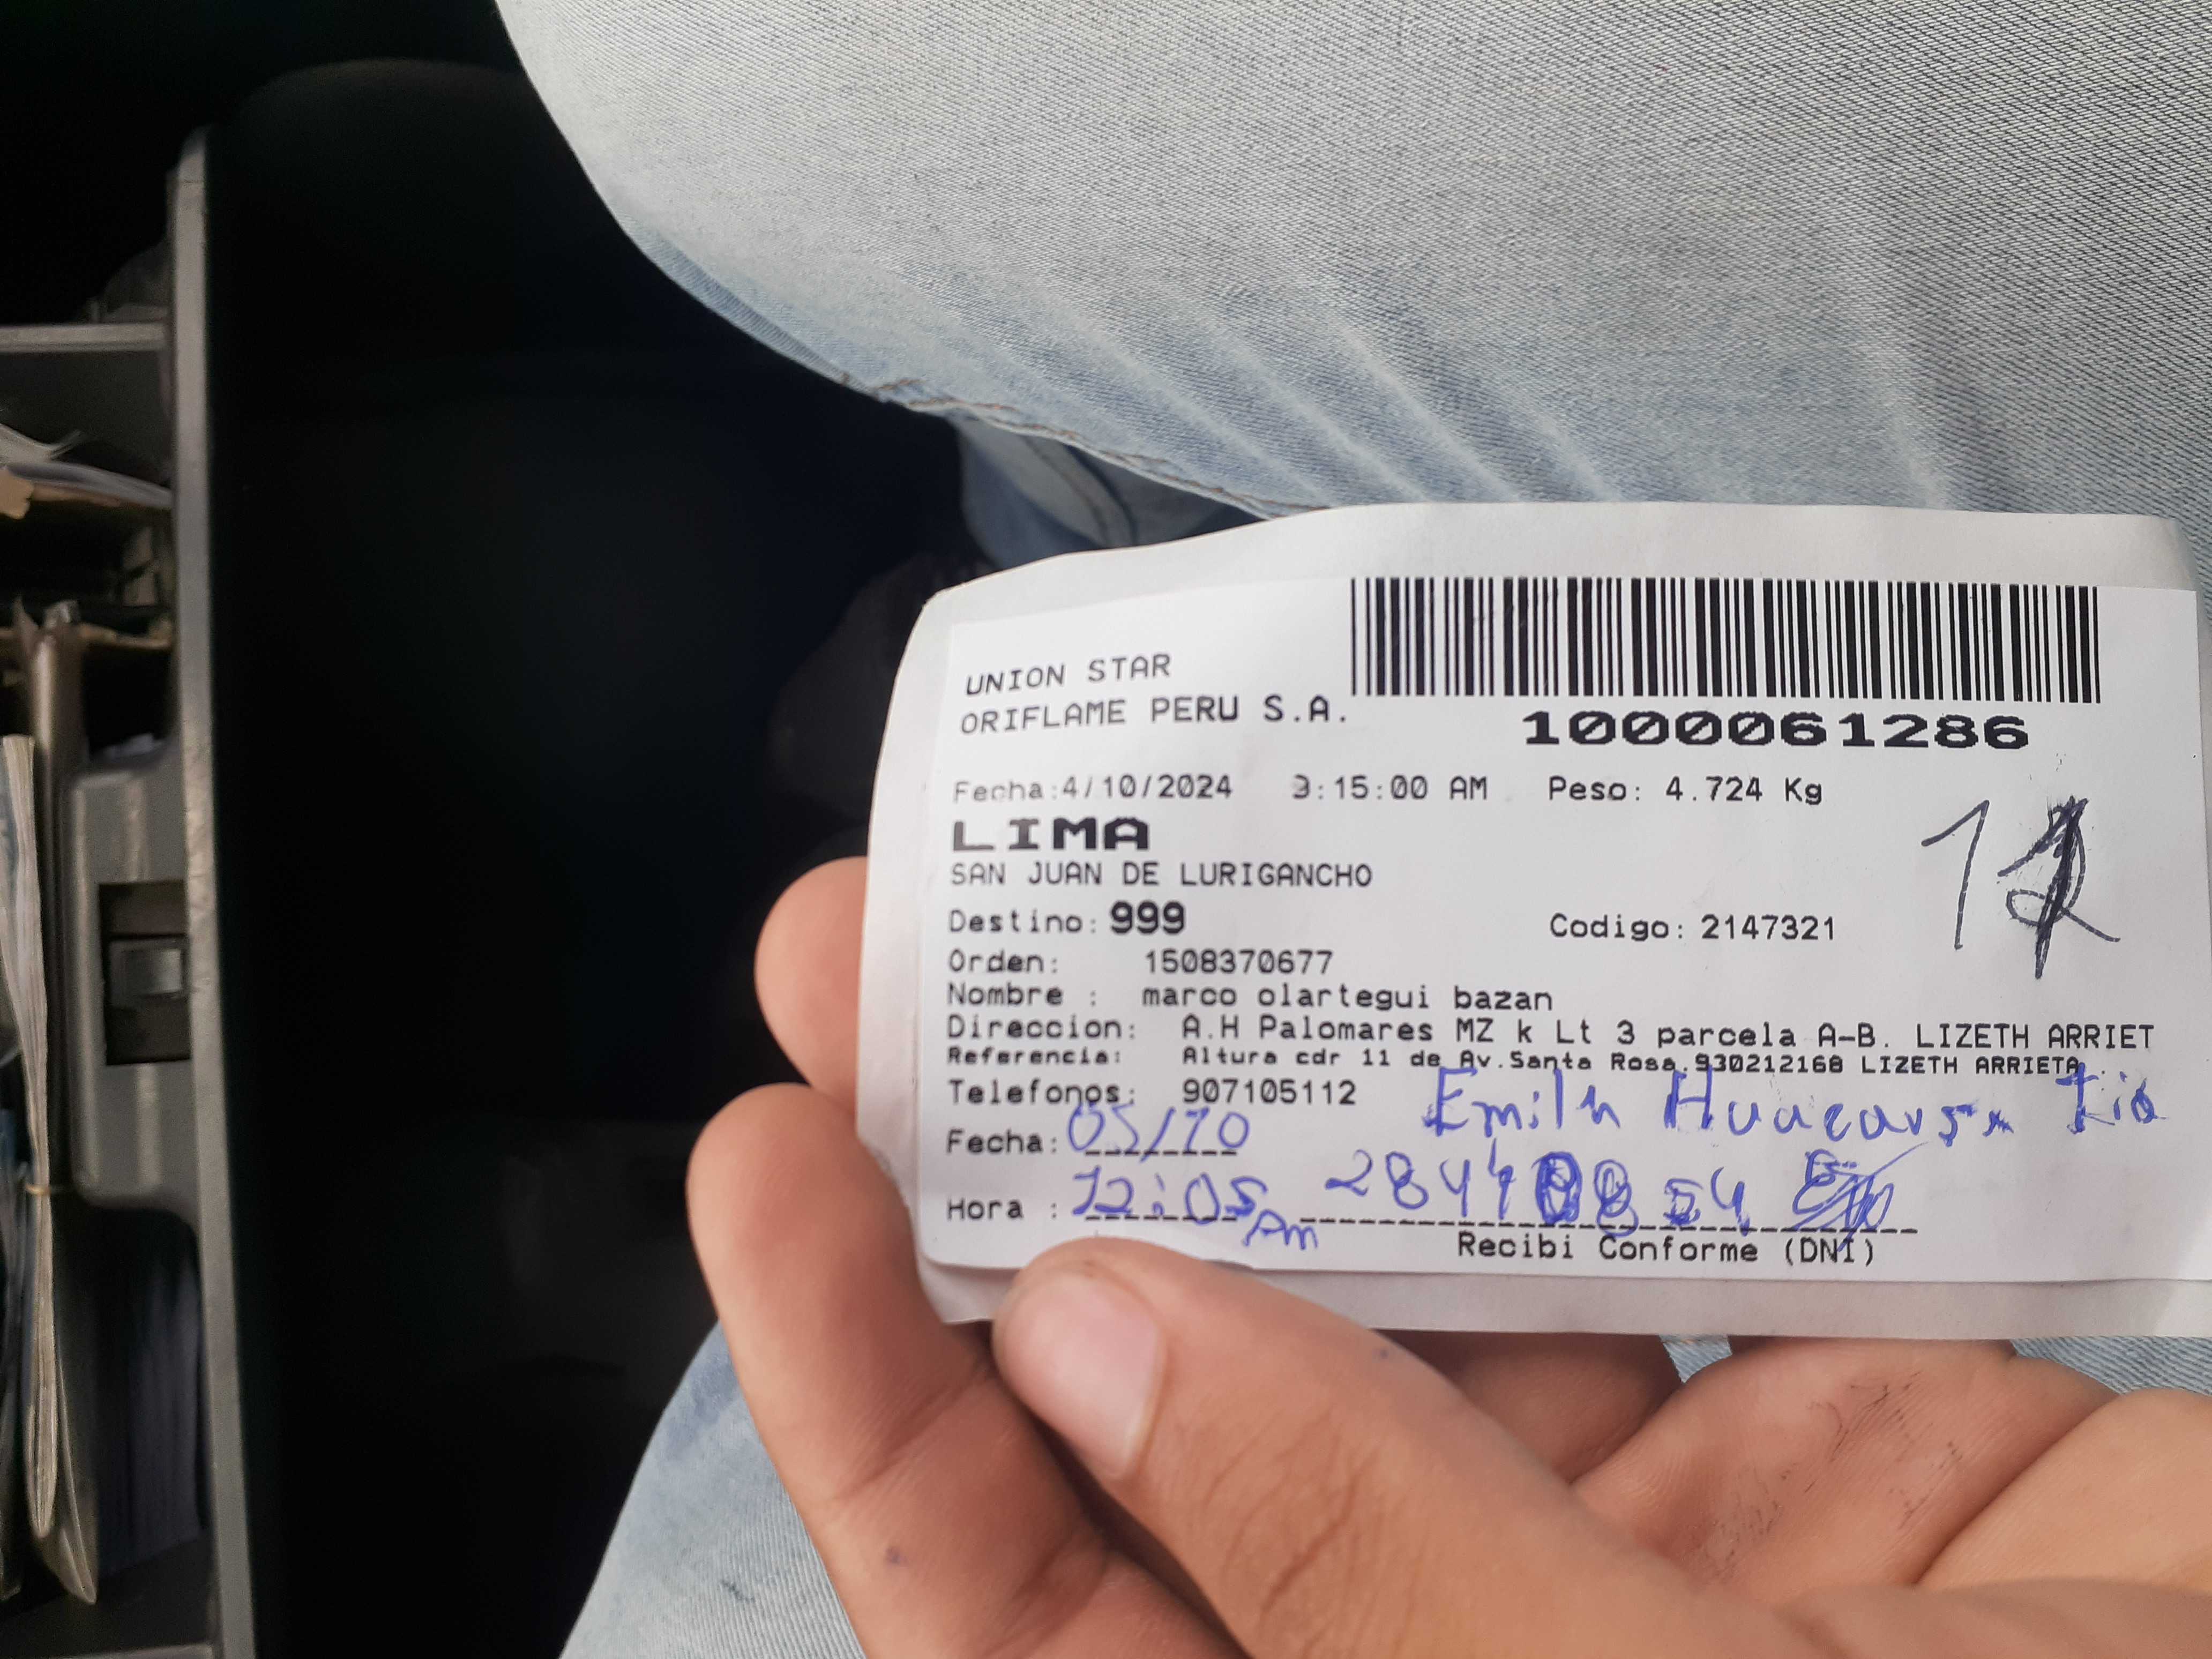 UNION STAR
ORIFLAME PERU S.A.
1000061286
Fecha:4/10/2024 9:15:00 AM Peso: 4.724 Kg
LIMA
SAN JUAN DE LURIGANCHO
Destino: 999 Codigo: 2147321
Orden: 1508370677
Nombre : marco olartegui bazan
Direccion: A.H Palomares MZ k Lt 3 parcela A-B. LIZETH ARRIET
Referencia: Altura cdr 11 de Av.Santa Rosa.930212168 LIZETH ARRIETA
Telefonos: 907105112
Fecha: 05/10
Hora : 12:05 Am
Recibi Conforme (DNI)